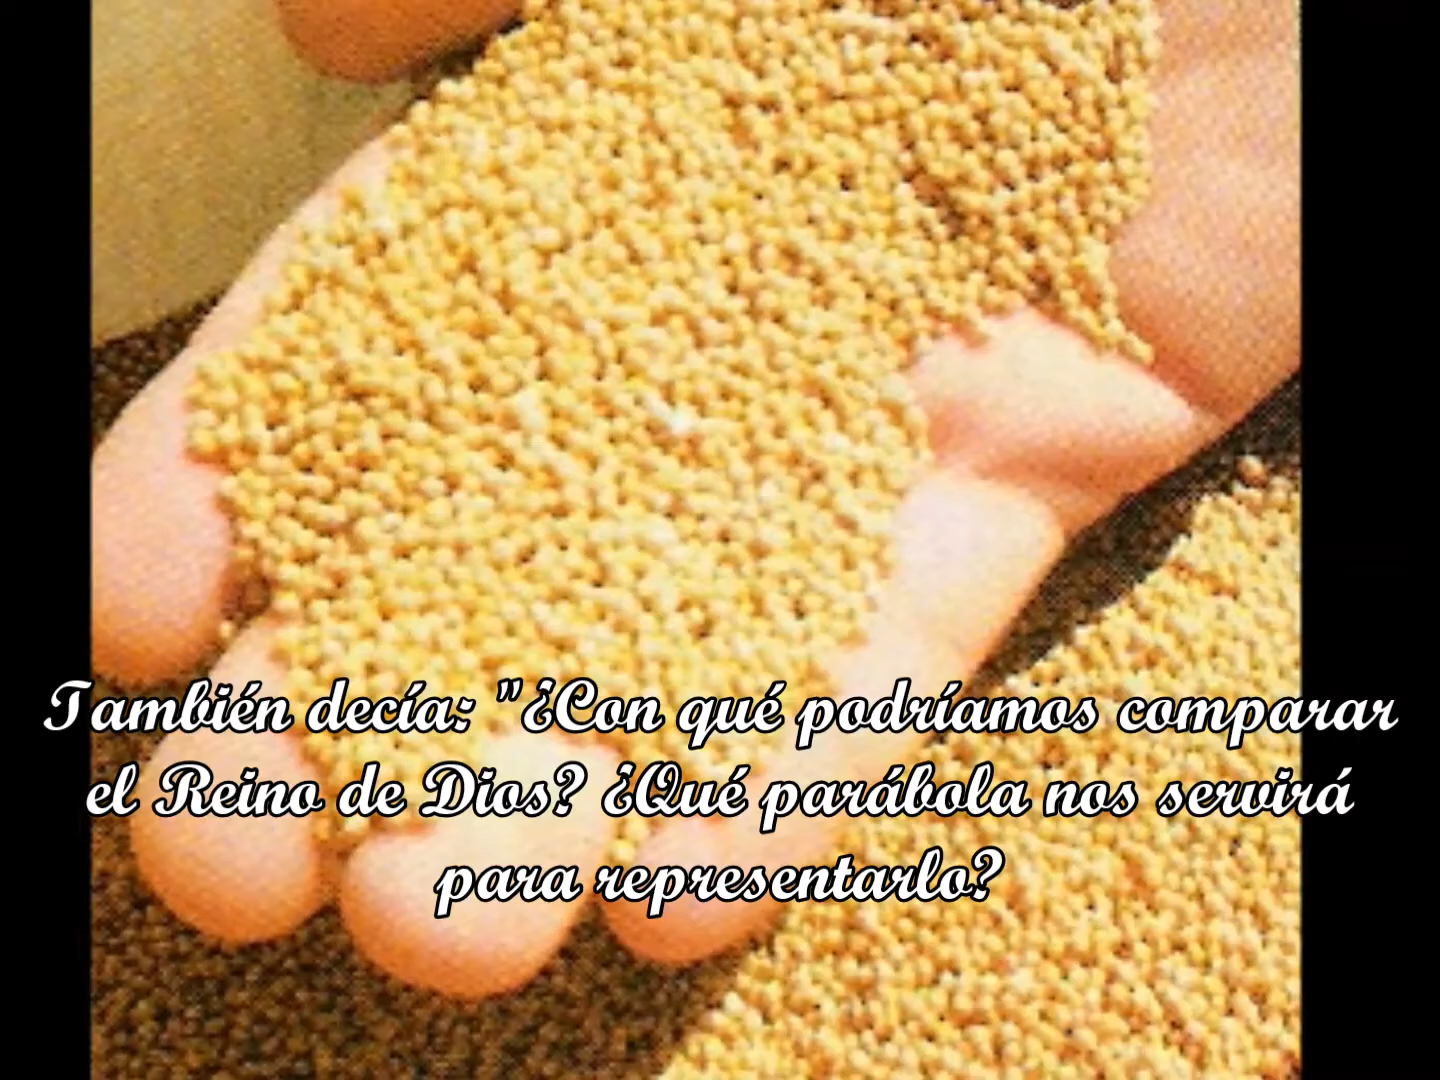 También decía: "¿Con qué podríamos comparar
el Reino de Dios? ¿Qué parábola nos servirá
para representarlo?